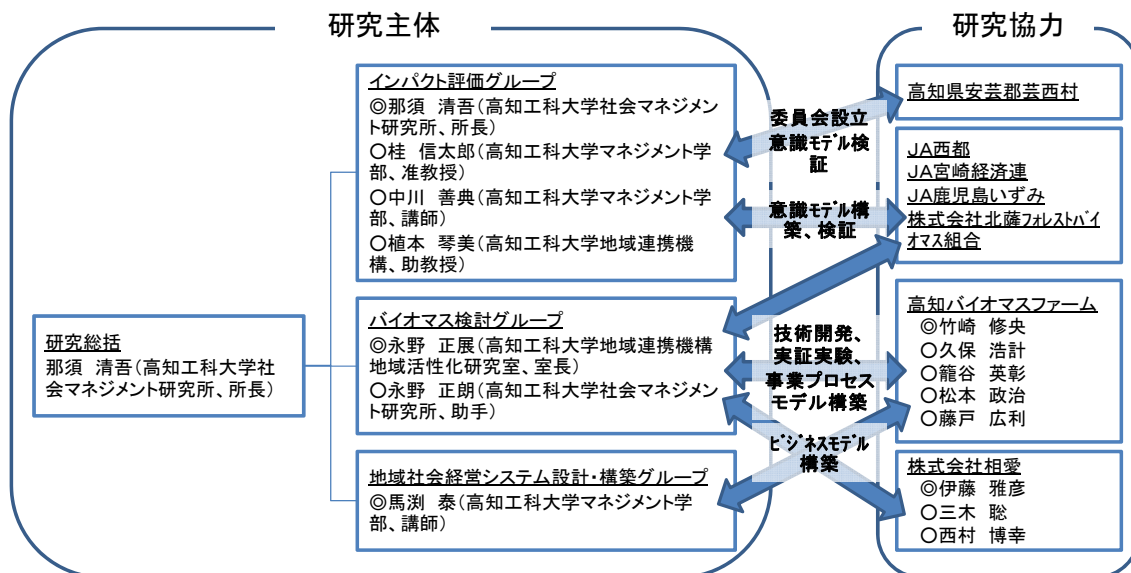 研究主体
研究総括
那須 清吾(高知工科大学社
会マネジメント研究所、所長)
インパクト評価グループ
◎那須 清吾(高知工科大学社会マネジメン
ト研究所、所長)
○桂 信太郎(高知工科大学マネジメント学
部、准教授)
○中川 善典(高知工科大学マネジメント学
部、講師)
○植本 琴美(高知工科大学地域連携機
構、助教授)
バイオマス検討グループ
◎永野 正展(高知工科大学地域連携機構
地域活性化研究室、室長)
○永野 正朗(高知工科大学社会マネジメン
ト研究所、助手)
地域社会経営システム設計・構築グループ
◎馬渕 泰(高知工科大学マネジメント学
部、講師)
委員会設立
意識モデル検
証
意識モデル構
築、検証
技術開発、
実証実験、
事業プロセス
モデル構築
ビジネスモデル
構築
研究協力
高知県安芸郡芸西村
JA西都
JA宮崎経済連
JA鹿児島いずみ
株式会社北薩フォレストバイ
オマス組合
高知バイオマスファーム
◎竹崎 修央
○久保 浩計
○籠谷 英彰
○松本 政治
○藤戸 広利
株式会社相愛
◎伊藤 雅彦
○三木 聡
○西村 博幸